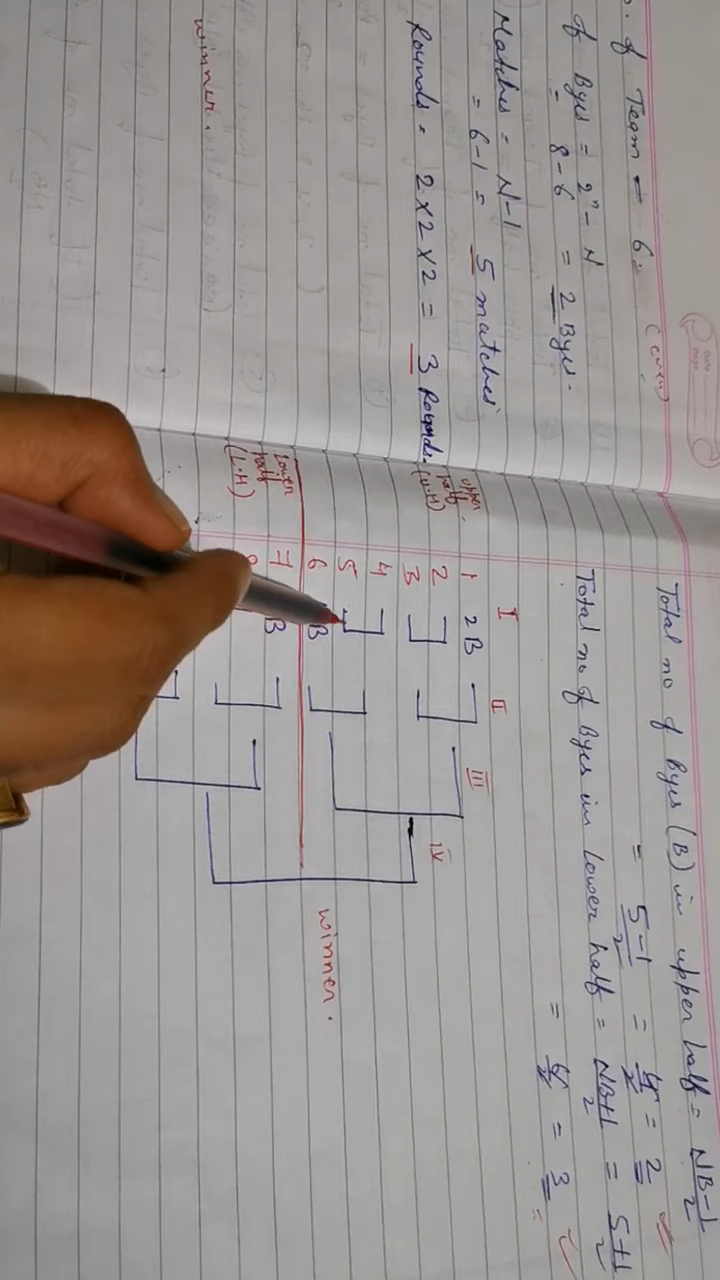 . of Team = 6. (even)
of Byes = 2ⁿ - N
= 8-6 = 2 Byes.
Matches = N-1
= 6-1 = 5 matches
Rounds = 2×2×2 = 3 Rounds.
winner.
Total no of Byes (B) in upper half = NB-1/2
= 5-1/2 = 4/2 = 2
Total no of Byes in Lower half = NB+1/2 = 5+1/2
= 6/2 = 3
I II III IV
upper half (U.H)
1 2B
2
3
4
5
6 B
winner.
Lower half (L.H)
7 B